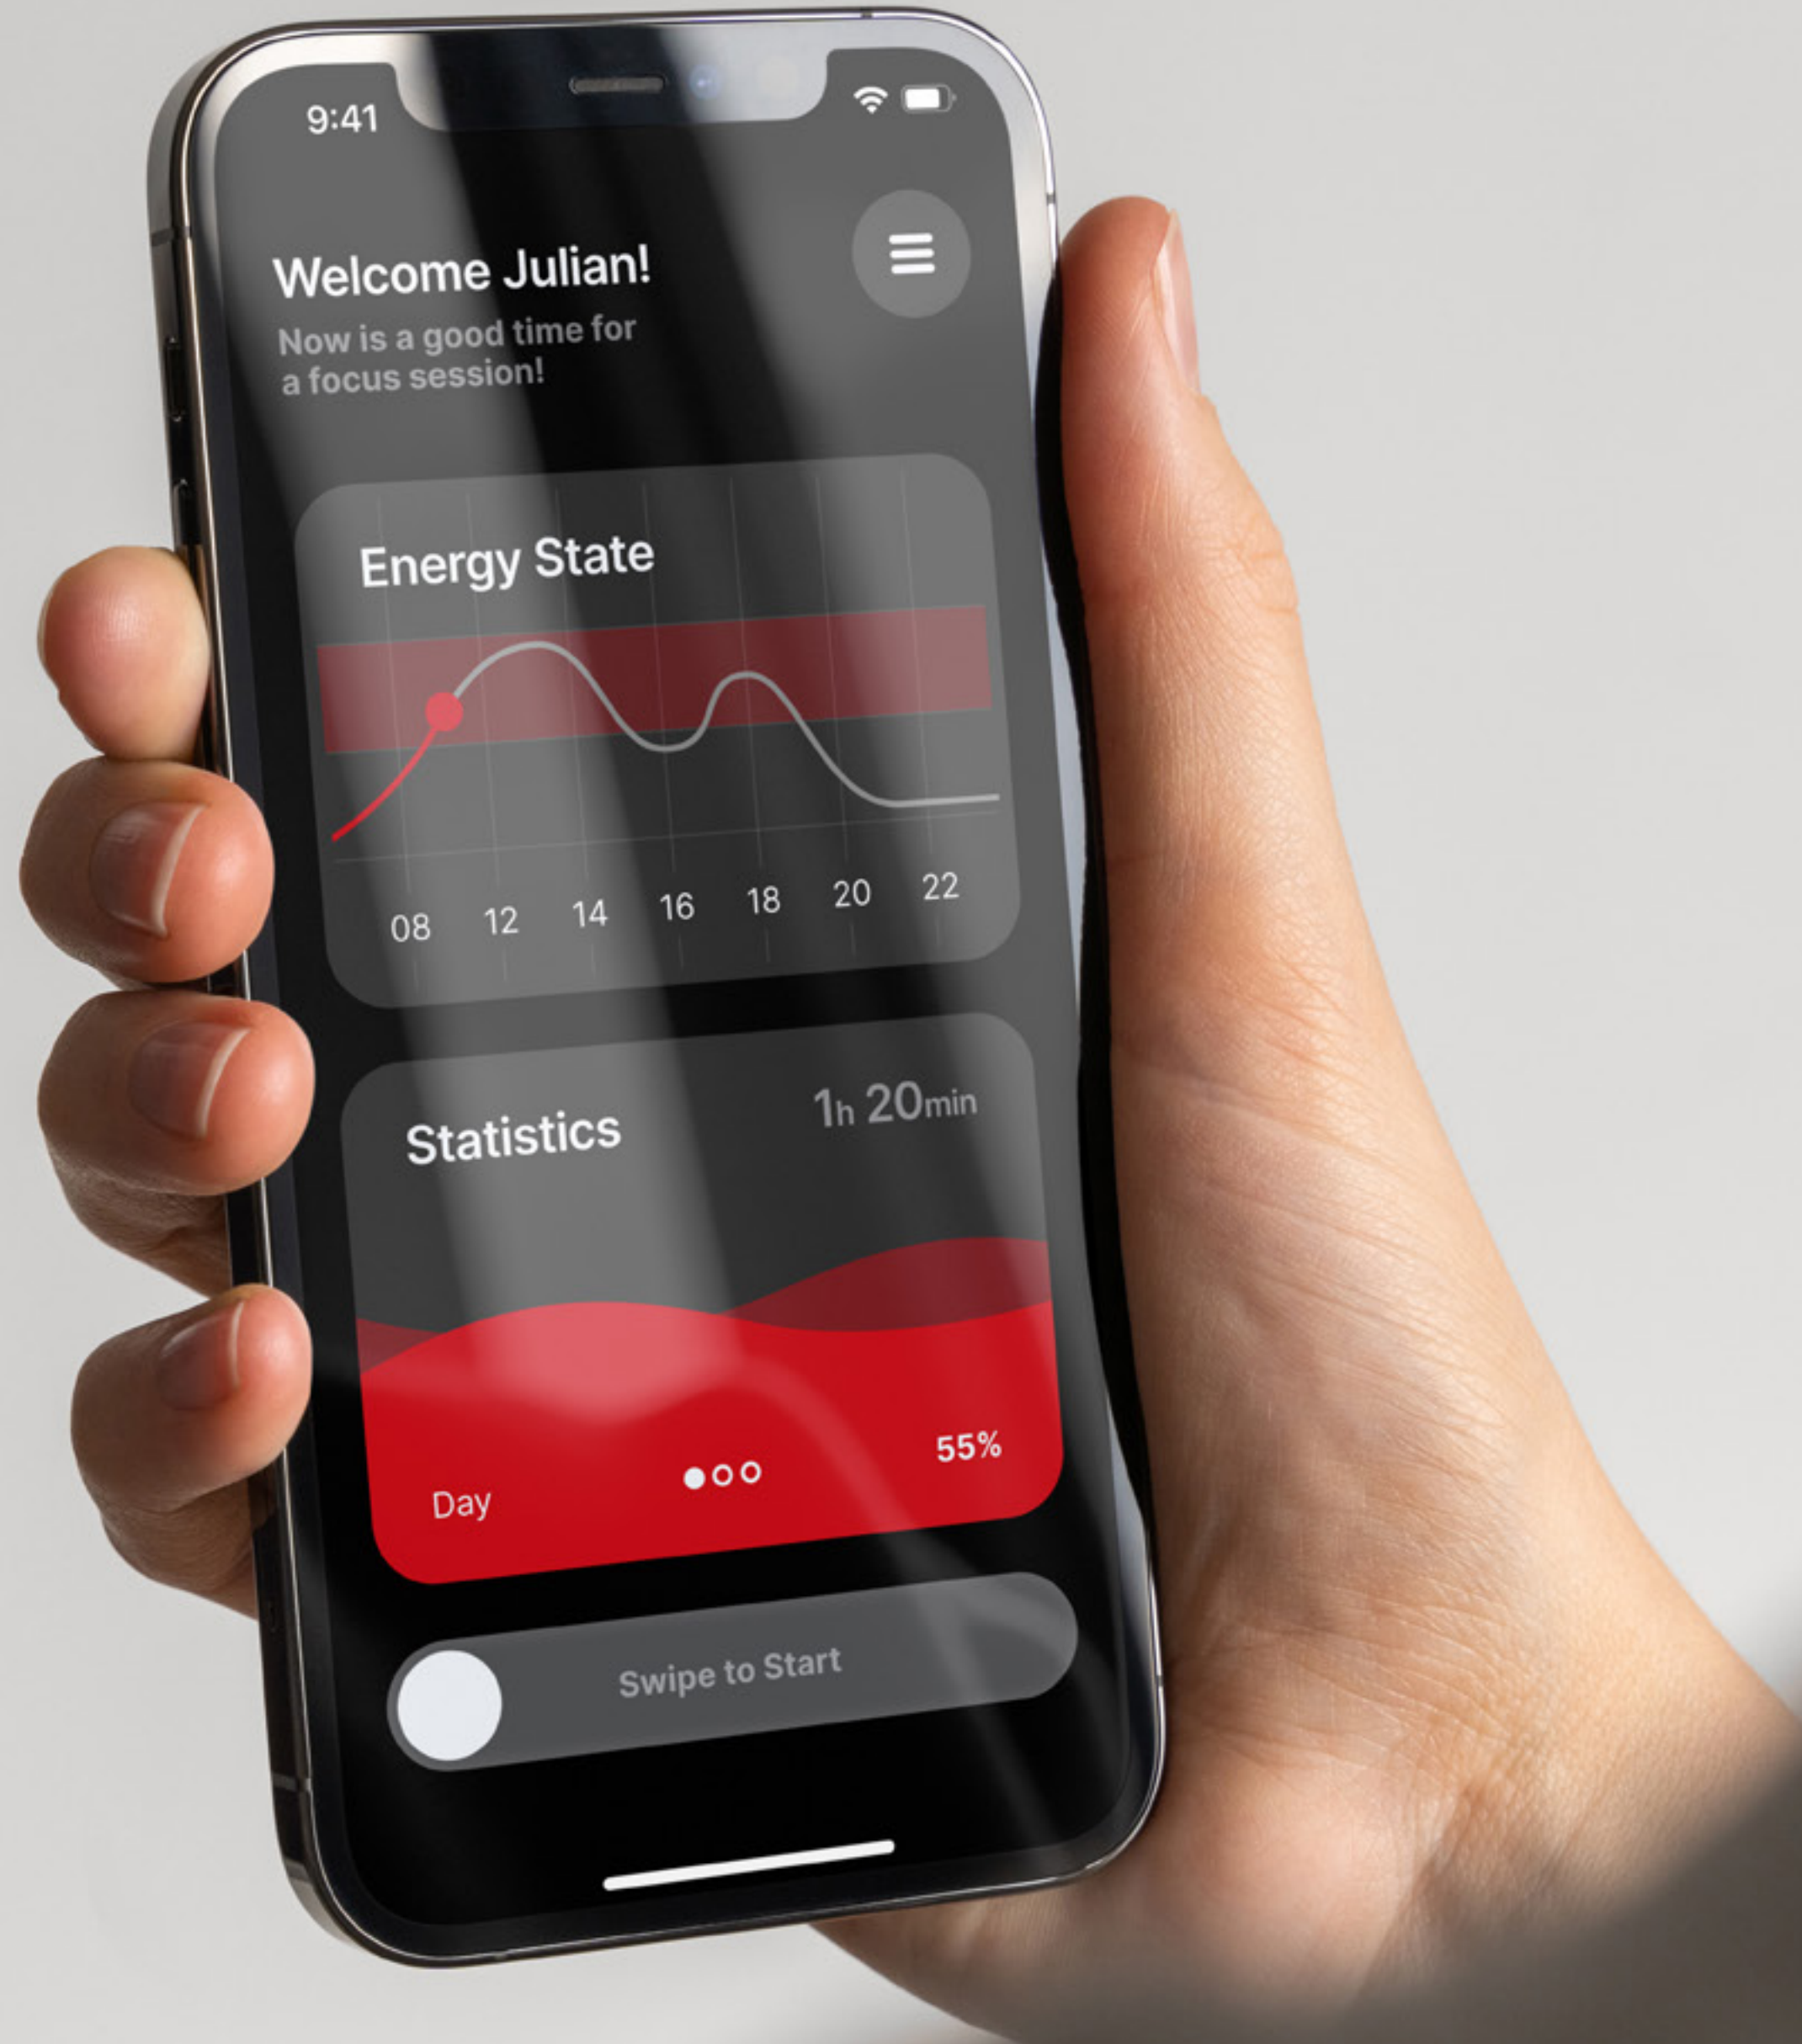 9:41
Welcome Julian!
Now is a good time for
a focus session!
Energy State
08 12 14 16 18 20 22
Statistics
1h 20min
Day
55%
Swipe to Start